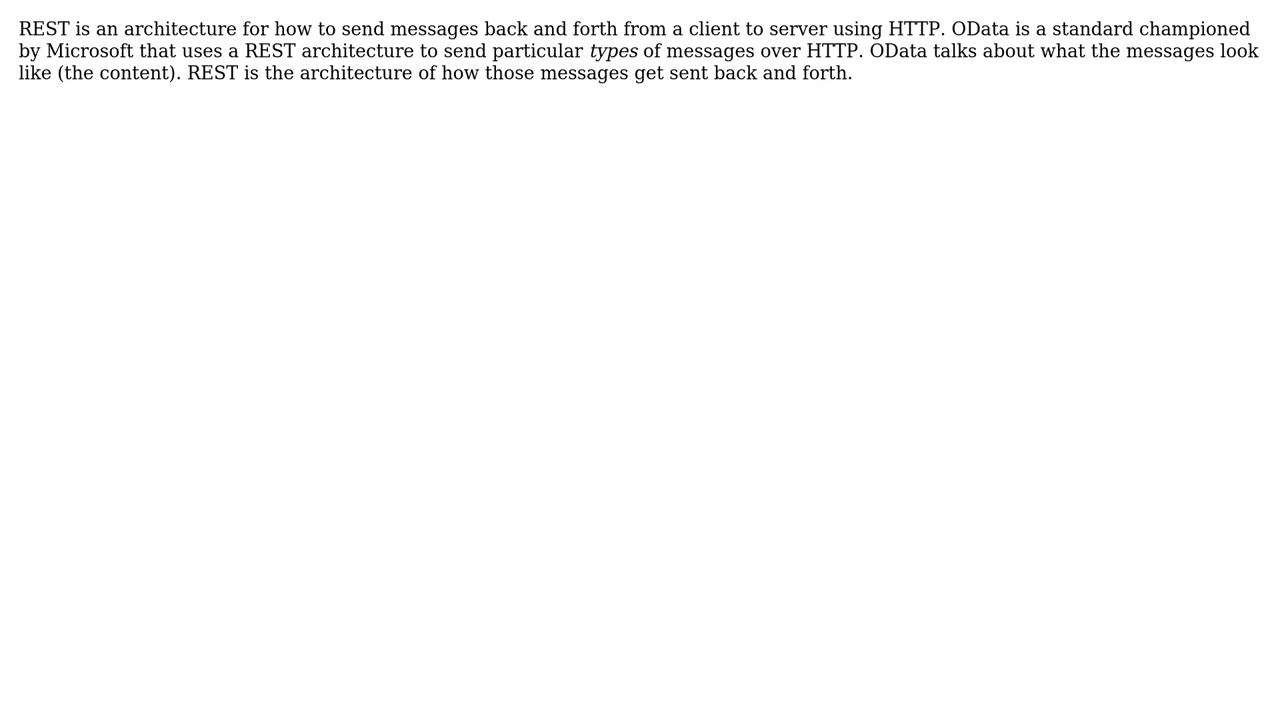 REST is an architecture for how to send messages back and forth from a client to server using HTTP. OData is a standard championed
by Microsoft that uses a REST architecture to send particular types of messages over HTTP. OData talks about what the messages look
like (the content). REST is the architecture of how those messages get sent back and forth.